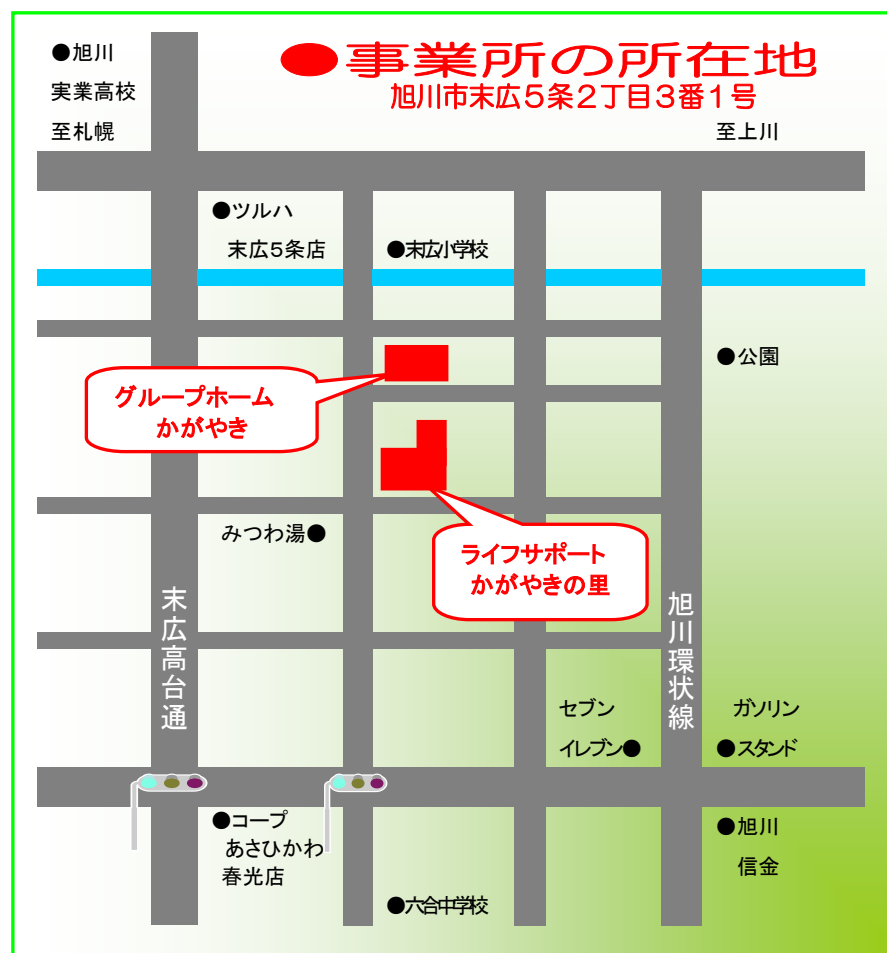 ●旭川
実業高校
至札幌
●事業所の所在地
旭川市末広5条2丁目3番1号
至上川
●ツルハ
末広5条店
●末広小学校
●公園
グループホーム
かがやき
みつわ湯●
ライフサポート
かがやきの里
末広高台通
旭川環状線
セブン
イレブン●
ガソリン
●スタンド
●コープ
あさひかわ
春光店
●旭川
信金
●六合中学校